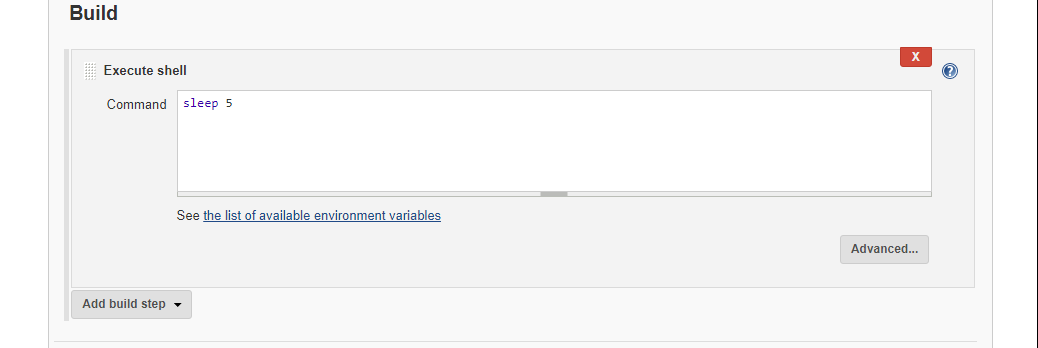 Build
X
Execute shell
?
Command
sleep 5
See the list of available environment variables
Advanced...
Add build step